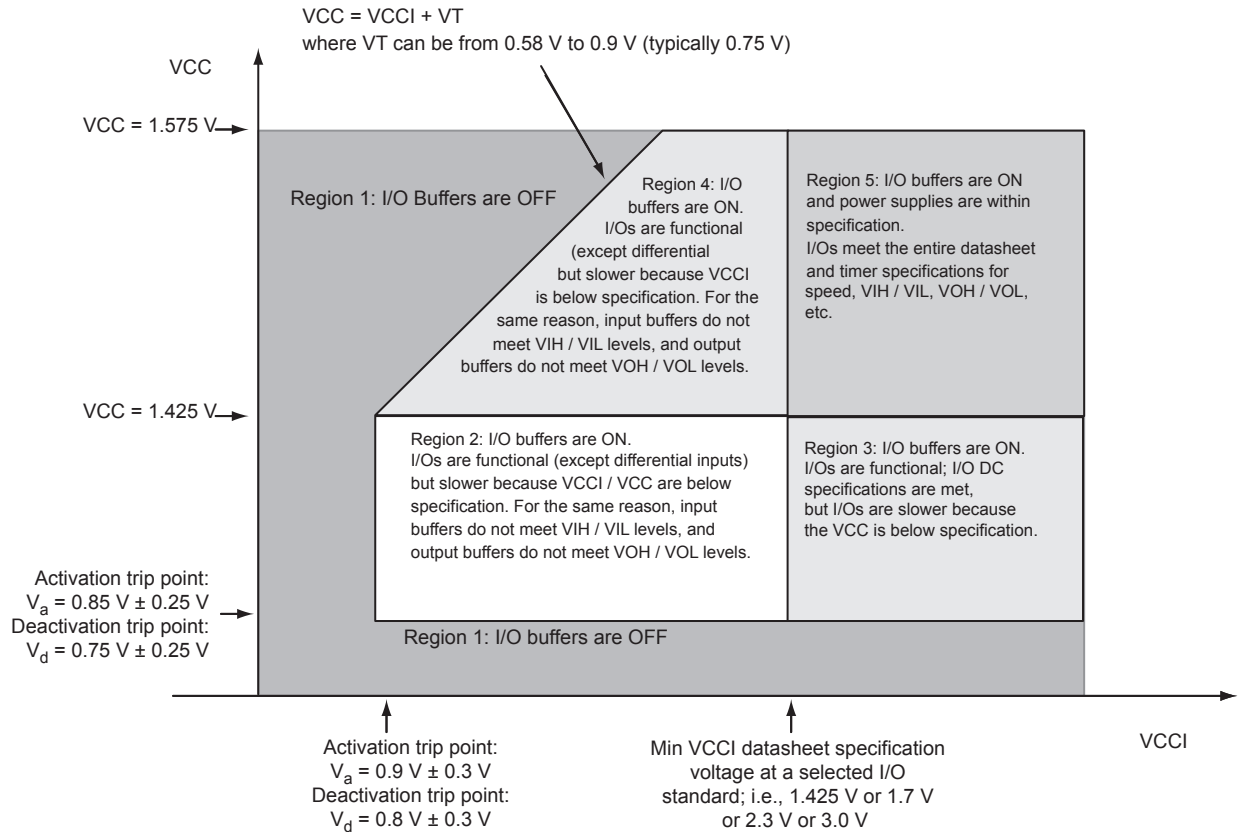 VCC = VCCI + VT
where VT can be from 0.58 V to 0.9 V (typically 0.75 V)
VCC
VCC = 1.575 V
Region 1: I/O Buffers are OFF
Region 4: I/O
buffers are ON.
I/Os are functional
(except differential
but slower because VCCI
is below specification. For the
same reason, input buffers do not
meet VIH / VIL levels, and output
buffers do not meet VOH / VOL levels.
Region 5: I/O buffers are ON
and power supplies are within
specification.
I/Os meet the entire datasheet
and timer specifications for
speed, VIH / VIL, VOH / VOL,
etc.
VCC = 1.425 V
Region 2: I/O buffers are ON.
I/Os are functional (except differential inputs)
but slower because VCCI / VCC are below
specification. For the same reason, input
buffers do not meet VIH / VIL levels, and
output buffers do not meet VOH / VOL levels.
Region 3: I/O buffers are ON.
I/Os are functional; I/O DC
specifications are met,
but I/Os are slower because
the VCC is below specification.
Activation trip point:
Va = 0.85 V ± 0.25 V
Deactivation trip point:
Vd = 0.75 V ± 0.25 V
Region 1: I/O buffers are OFF
Activation trip point:
Va = 0.9 V ± 0.3 V
Deactivation trip point:
Vd = 0.8 V ± 0.3 V
Min VCCI datasheet specification
voltage at a selected I/O
standard; i.e., 1.425 V or 1.7 V
or 2.3 V or 3.0 V
VCCI